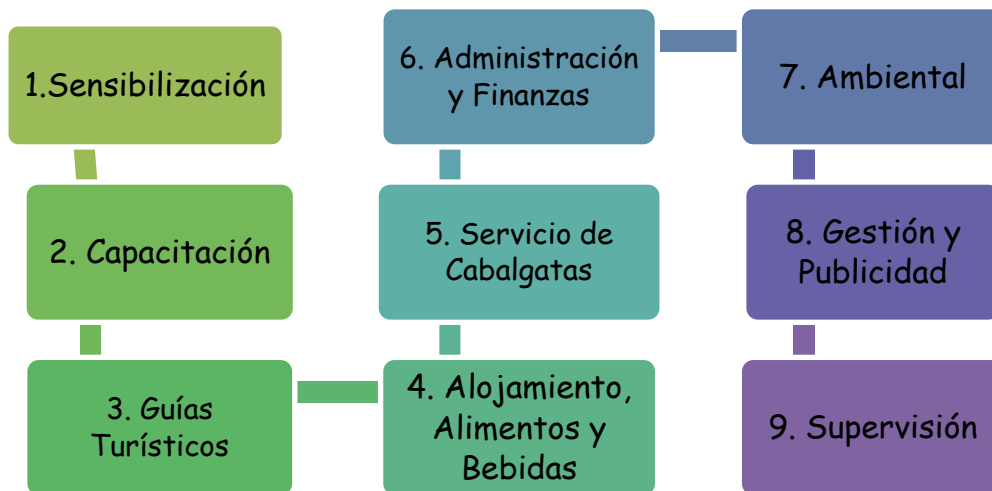 1.Sensibilización
2. Capacitación
3. Guías
Turísticos
4. Alojamiento,
Alimentos y
Bebidas
5. Servicio de
Cabalgatas
6. Administración
y Finanzas
7. Ambiental
8. Gestión y
Publicidad
9. Supervisión